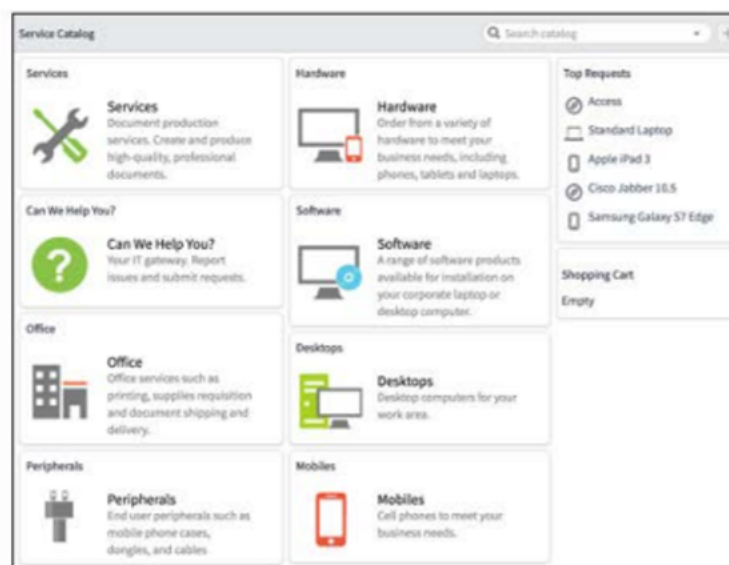 Service Catalog
Search catalog
Services
Services
Document production
services. Create and produce
high-quality, professional
documents.
Can We Help You?
Can We Help You?
Your IT gateway. Report
issues and submit requests.
Office
Office
Office services such as
printing, supplies requisition
and document shipping and
delivery.
Peripherals
Peripherals
End user peripherals such as
mobile phone cases,
dongles, and cables
Hardware
Hardware
Order from a variety of
hardware to meet your
business needs, including
phones, tablets and laptops.
Software
Software
A range of software products
available for installation on
your corporate laptop or
desktop computer.
Desktops
Desktops
Desktop computers for your
work area.
Mobiles
Mobiles
Cell phones to meet your
business needs.
Top Requests
Access
Standard Laptop
Apple iPad 3
Cisco Jabber 10.5
Samsung Galaxy S7 Edge
Shopping Cart
Empty